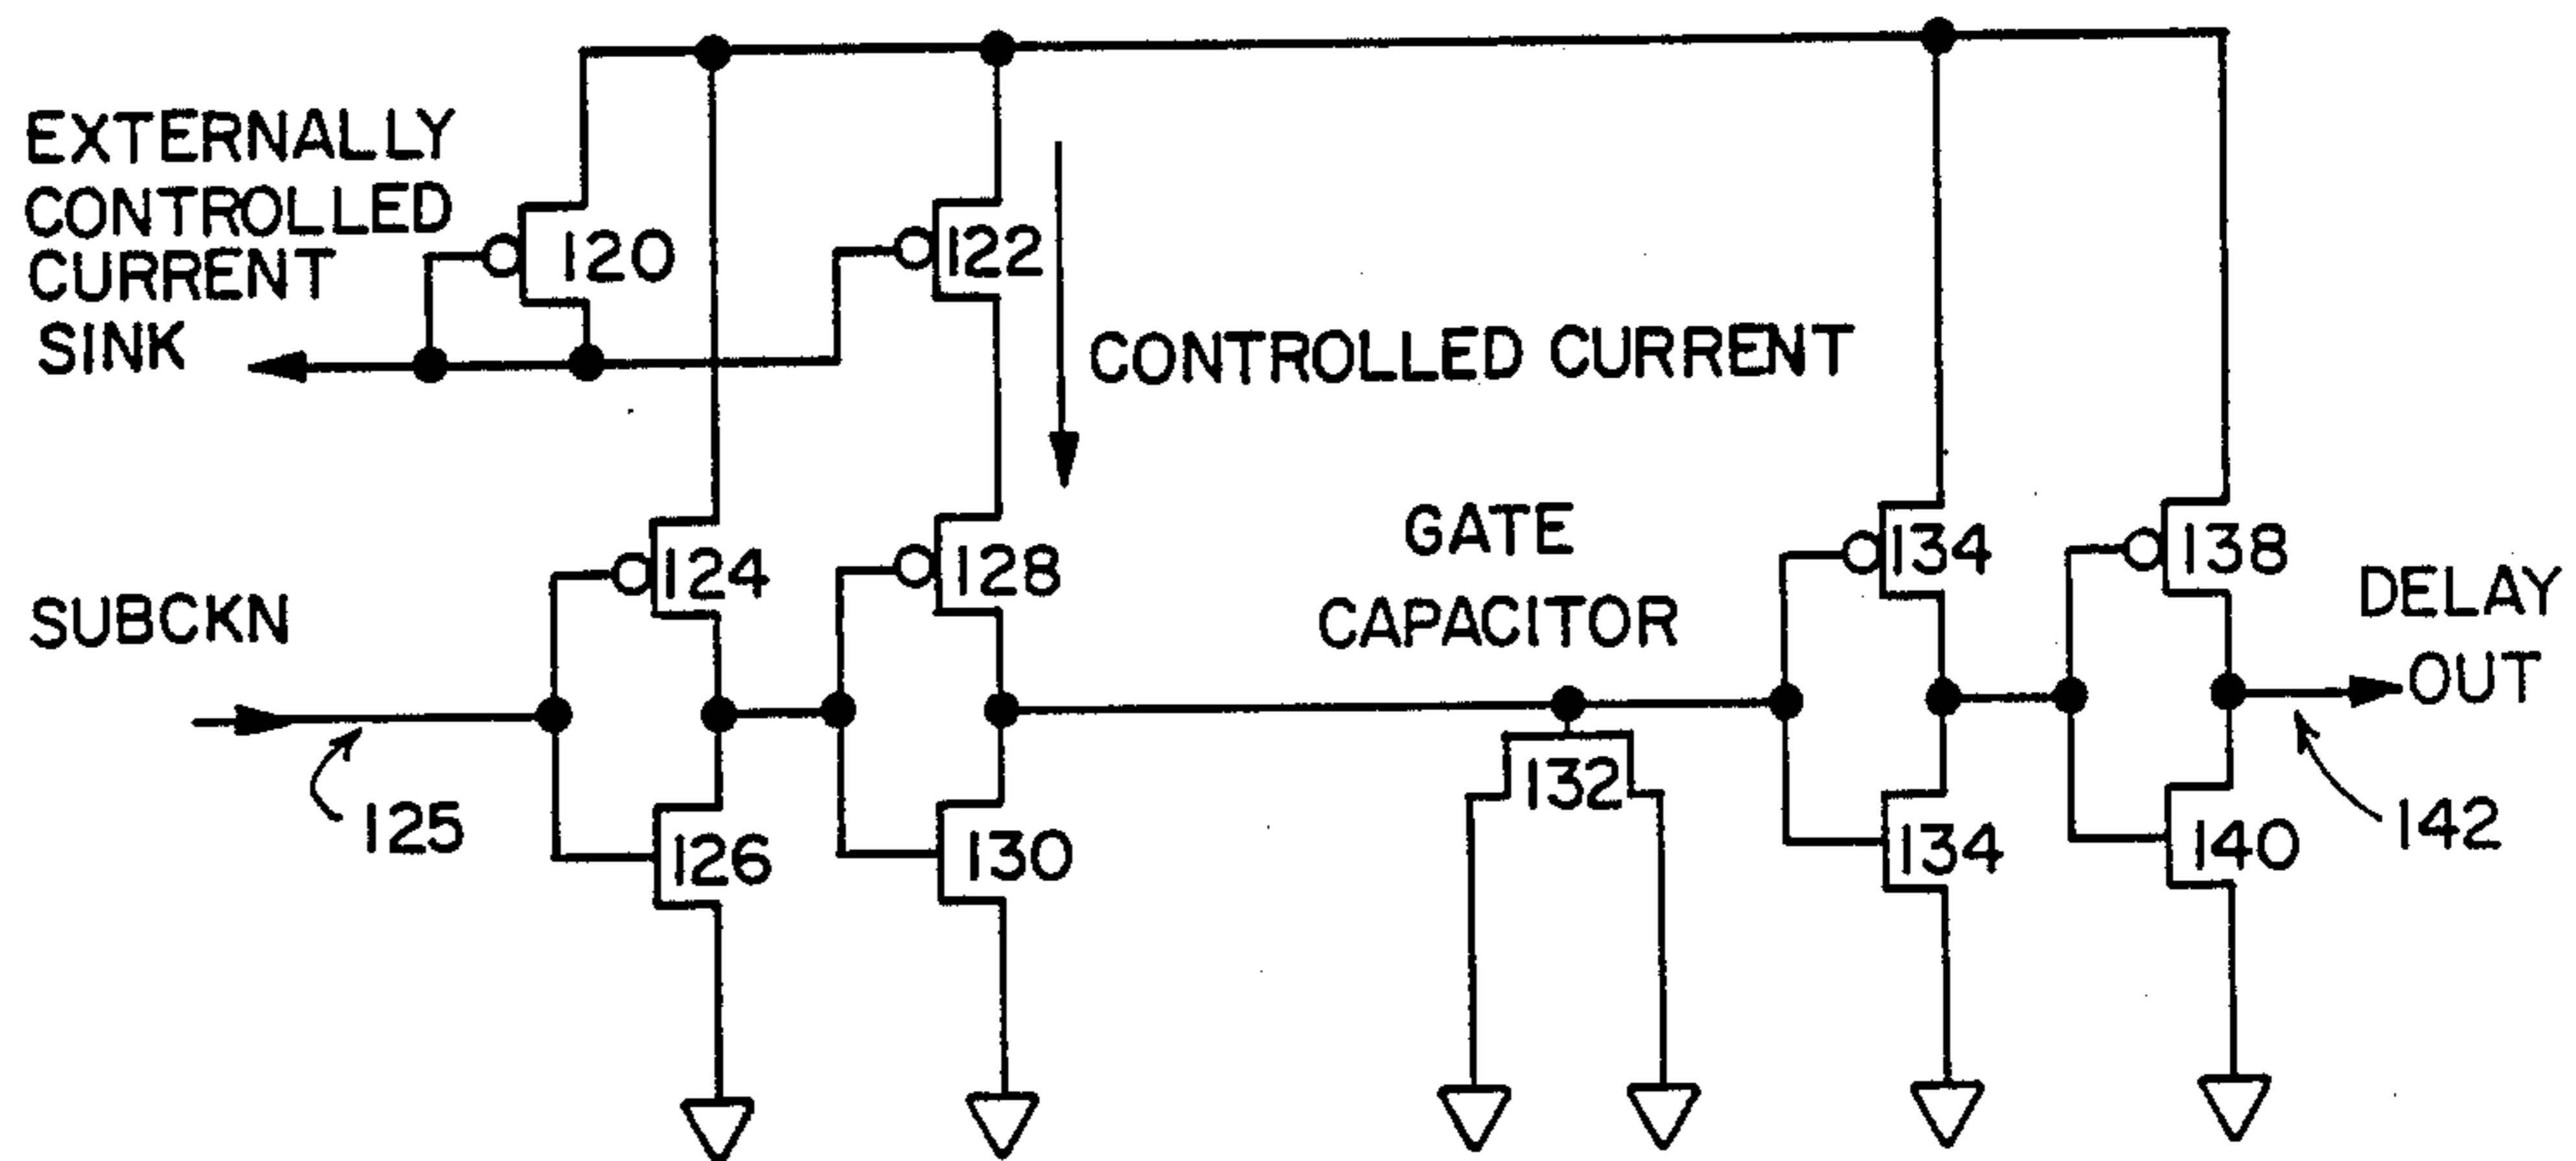 EXTERNALLY
CONTROLLED
CURRENT
SINK
120
122
CONTROLLED CURRENT
SUBCKN
124
128
GATE
CAPACITOR
134
138
DELAY
OUT
125
126
130
132
134
140
142